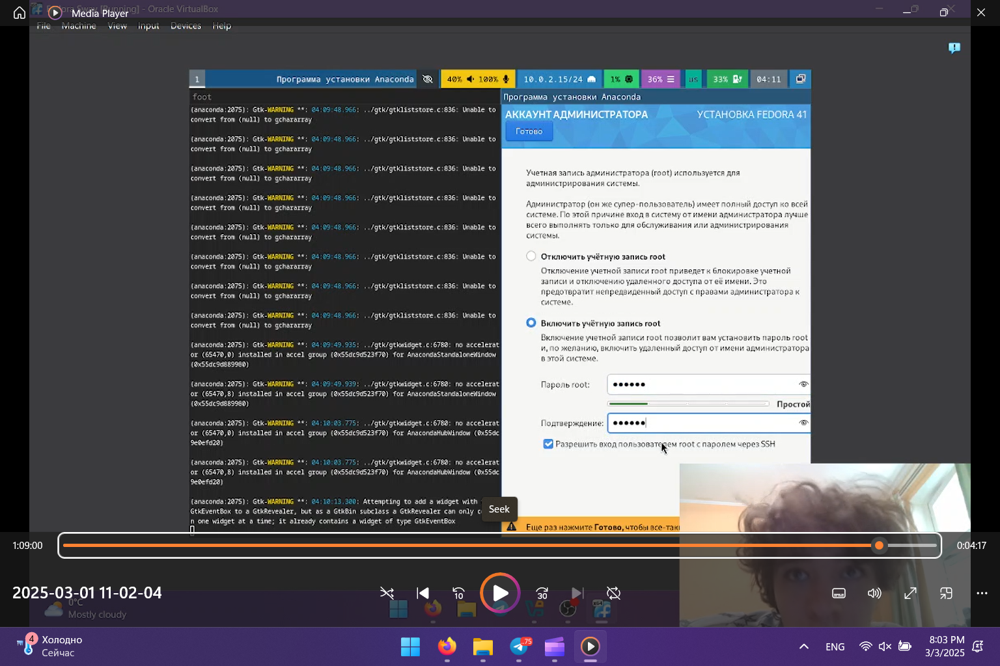 Media Player
Fedora Sway [Running] - Oracle VirtualBox
File Machine View Input Devices Help
1 Программа установки Anaconda 40% 100% 10.0.2.15/24 1% 36% us 33% 04:11
foot
(anaconda:2075): Gtk-WARNING **: 04:09:48.966: ../gtk/gtkliststore.c:836: Unable to
convert from (null) to gchararray
(anaconda:2075): Gtk-WARNING **: 04:09:48.966: ../gtk/gtkliststore.c:836: Unable to
convert from (null) to gchararray
(anaconda:2075): Gtk-WARNING **: 04:09:48.966: ../gtk/gtkliststore.c:836: Unable to
convert from (null) to gchararray
(anaconda:2075): Gtk-WARNING **: 04:09:48.966: ../gtk/gtkliststore.c:836: Unable to
convert from (null) to gchararray
(anaconda:2075): Gtk-WARNING **: 04:09:48.966: ../gtk/gtkliststore.c:836: Unable to
convert from (null) to gchararray
(anaconda:2075): Gtk-WARNING **: 04:09:48.966: ../gtk/gtkliststore.c:836: Unable to
convert from (null) to gchararray
(anaconda:2075): Gtk-WARNING **: 04:09:48.966: ../gtk/gtkliststore.c:836: Unable to
convert from (null) to gchararray
(anaconda:2075): Gtk-WARNING **: 04:09:48.966: ../gtk/gtkliststore.c:836: Unable to
convert from (null) to gchararray
(anaconda:2075): Gtk-WARNING **: 04:09:49.935: ../gtk/gtkwidget.c:6780: no accelerat
or (65470,0) installed in accel group (0x55dc9d523f70) for AnacondaStandaloneWindow
(0x55dc9d889980)
(anaconda:2075): Gtk-WARNING **: 04:09:49.939: ../gtk/gtkwidget.c:6780: no accelerat
or (65470,8) installed in accel group (0x55dc9d523f70) for AnacondaStandaloneWindow
(0x55dc9d889980)
(anaconda:2075): Gtk-WARNING **: 04:10:03.775: ../gtk/gtkwidget.c:6780: no accelerat
or (65470,0) installed in accel group (0x55dc9d523f70) for AnacondaHubWindow (0x55dc
9e0efd20)
(anaconda:2075): Gtk-WARNING **: 04:10:03.775: ../gtk/gtkwidget.c:6780: no accelerat
or (65470,8) installed in accel group (0x55dc9d523f70) for AnacondaHubWindow (0x55dc
9e0efd20)
(anaconda:2075): Gtk-WARNING **: 04:10:13.300: Attempting to add a widget with
GtkEventBox to a GtkRevealer, but as a GtkBin subclass a GtkRevealer can only c
n one widget at a time; it already contains a widget of type GtkEventBox
Программа установки Anaconda
АККАУНТ АДМИНИСТРАТОРА УСТАНОВКА FEDORA 41
Готово
Учетная запись администратора (root) используется для
администрирования системы.
Администратор (он же супер-пользователь) имеет полный доступ ко всей
системе. По этой причине вход в систему от имени администратора лучше
всего выполнять только для обслуживания или администрирования
системы.
Отключить учётную запись root
Отключение учетной записи root приведет к блокировке учетной
записи и отключению удаленного доступа от её имени. Это
предотвратит непредвиденный доступ с правами администратора к
системе.
Включить учётную запись root
Включение учетной записи root позволит вам установить пароль root
и, по желанию, включить удаленный доступ от имени администратора
в этой системе.
Пароль root: ••••••
Простой
Подтверждение: ••••••
Разрешить вход пользователем root с паролем через SSH
Еще раз нажмите Готово, чтобы все-так
Seek
1:09:00 0:04:17
2025-03-01 11-02-04
10 30
0°C
Mostly cloudy
4 Холодно
Сейчас
.75
ENG
8:03 PM
3/3/2025